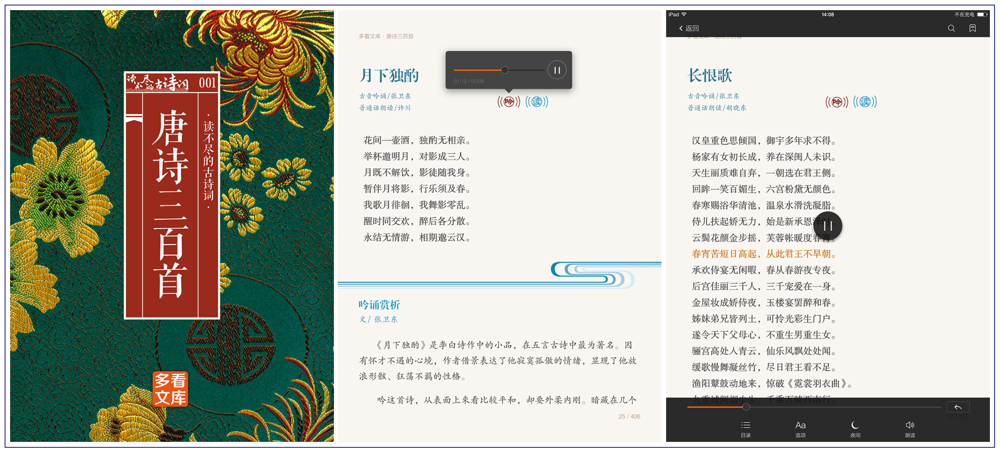 读不尽的古诗词 001
唐诗三百首
·读不尽的古诗词·
多看
文库
多看文库 · 唐诗三百首
月下独酌
01:12 / 02:08
古音吟诵/张卫东
普通话朗读/许川
吟 读
花间一壶酒，独酌无相亲。
举杯邀明月，对影成三人。
月既不解饮，影徒随我身。
暂伴月将影，行乐须及春。
我歌月徘徊，我舞影零乱。
醒时同交欢，醉后各分散。
永结无情游，相期邈云汉。
吟诵赏析
文/ 张卫东
《月下独酌》是李白诗作中的小品，在五言古诗中最为著名。因
有怀才不遇的心境，作者借景表达了他寂寞孤傲的情绪，显现了他放
浪形骸、狂荡不羁的性格。
吟这首诗，从表面上來看比较平和，却要外柔内刚。暗藏在几个
25 / 406
iPad 14:08 不在充电
返回
多看文库 · 唐诗三百首
长恨歌
古音吟诵/张卫东
普通话朗读/胡晓东
吟 读
汉皇重色思倾国，御宇多年求不得。
杨家有女初长成，养在深闺人未识。
天生丽质难自弃，一朝选在君王侧。
回眸一笑百媚生，六宫粉黛无颜色。
春寒赐浴华清池，温泉水滑洗凝脂。
侍儿扶起娇无力，始是新承恩泽时。
云鬓花颜金步摇，芙蓉帐暖度春宵。
春宵苦短日高起，从此君王不早朝。
承欢侍宴无闲暇，春从春游夜专夜。
后宫佳丽三千人，三千宠爱在一身。
金屋妆成娇侍夜，玉楼宴罢醉和春。
姊妹弟兄皆列土，可怜光彩生门户。
遂令天下父母心，不重生男重生女。
骊宫高处入青云，仙乐风飘处处闻。
缓歌慢舞凝丝竹，尽日君王看不足。
渔阳鼙鼓动地来，惊破《霓裳羽衣曲》。
九重城阙烟尘生，千乘万骑西南行。
目录 Aa 选项 夜间 朗读